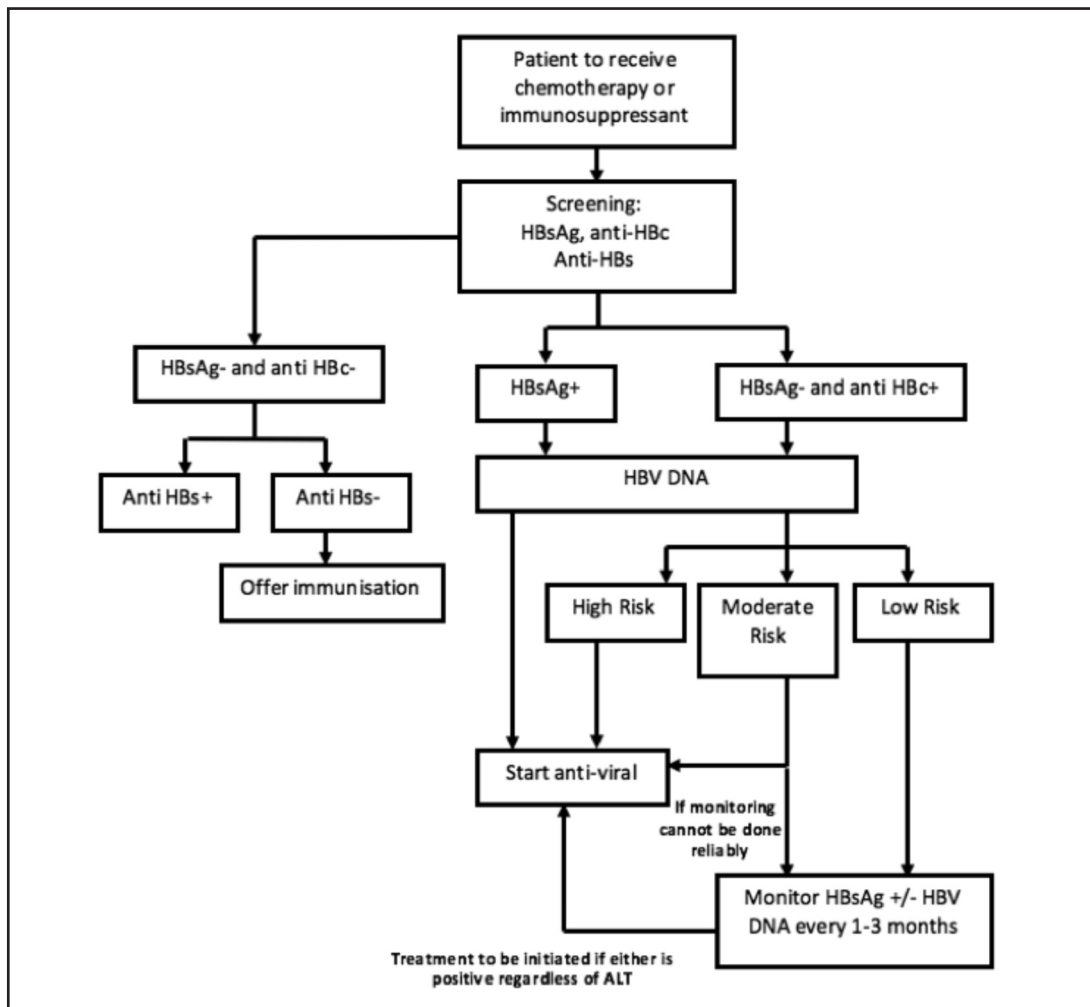 Patient to receive
chemotherapy or
immunosuppressant
Screening:
HBsAg, anti-HBc
Anti-HBs
HBsAg- and anti HBc-
HBsAg+
HBsAg- and anti HBc+
Anti HBs+
Anti HBs-
HBV DNA
Offer immunisation
High Risk
Moderate
Risk
Low Risk
Start anti-viral
If monitoring
cannot be done
reliably
Monitor HBsAg +/- HBV
DNA every 1-3 months
Treatment to be initiated if either is
positive regardless of ALT